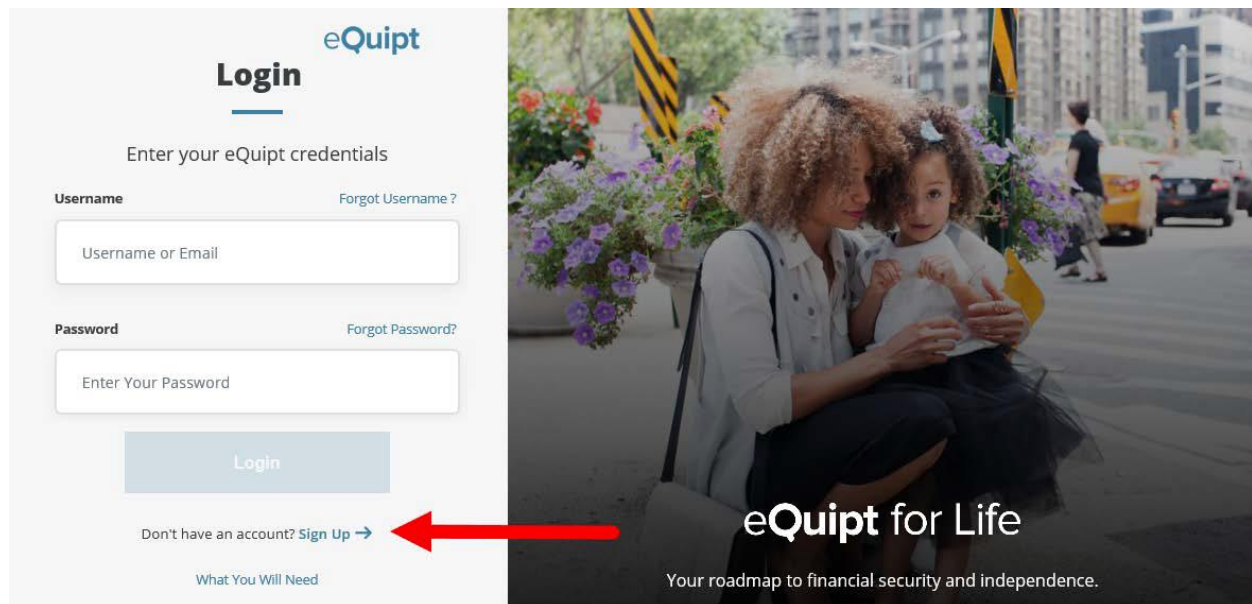 eQuipt
Login
Enter your eQuipt credentials
Username
Forgot Username ?
Username or Email
Password
Forgot Password?
Enter Your Password
Login
Don't have an account? Sign Up →
What You Will Need
eQuipt for Life
Your roadmap to financial security and independence.